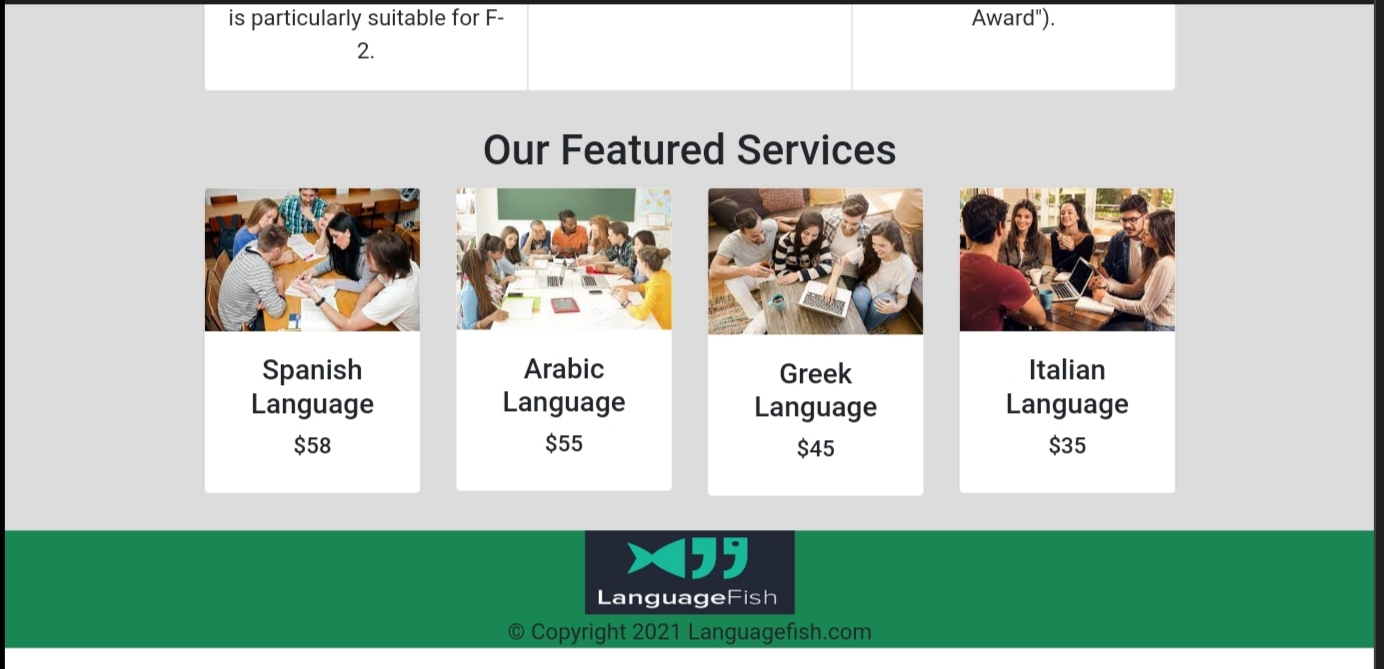 is particularly suitable for F-
2.
Award").
Our Featured Services
Spanish
Language
$58
Arabic
Language
$55
Greek
Language
$45
Italian
Language
$35
LanguageFish
© Copyright 2021 Languagefish.com